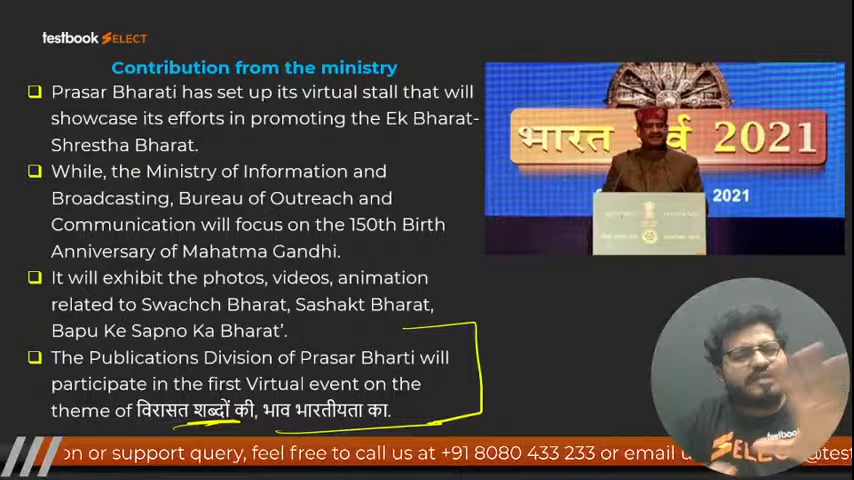 testbook SELECT
Contribution from the ministry
Prasar Bharati has set up its virtual stall that will
showcase its efforts in promoting the Ek Bharat-
Shrestha Bharat.
While, the Ministry of Information and
Broadcasting, Bureau of Outreach and
Communication will focus on the 150th Birth
Anniversary of Mahatma Gandhi.
It will exhibit the photos, videos, animation
related to Swachch Bharat, Sashakt Bharat,
Bapu Ke Sapno Ka Bharat'.
The Publications Division of Prasar Bharti will
participate in the first Virtual event on the
theme of विरासत शब्दों की, भाव भारतीयता का.
भारत 2021
2021
testbook
SELECT
on or support query, feel free to call us at +91 8080 433 233 or email